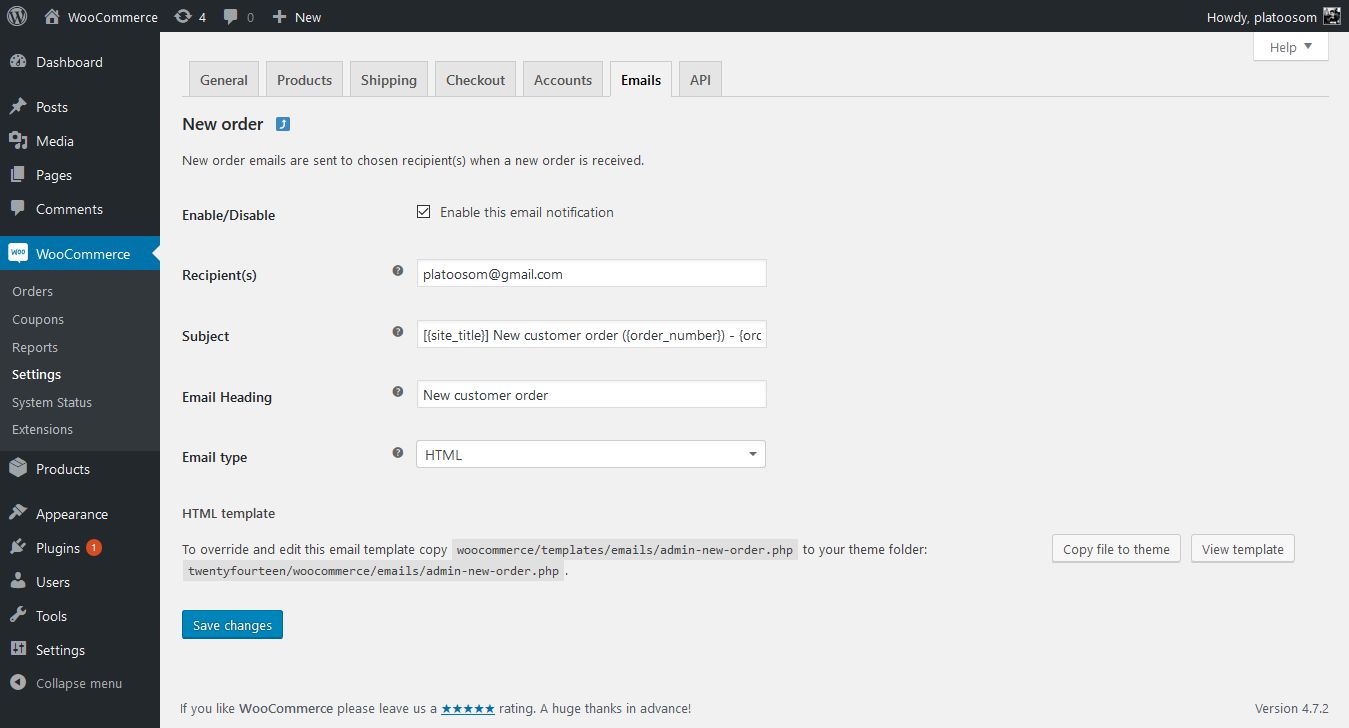 WooCommerce 4 0 New Howdy, platoosom
Help
Dashboard
Posts
Media
Pages
Comments
Woo WooCommerce
Orders
Coupons
Reports
Settings
System Status
Extensions
Products
Appearance
Plugins 1
Users
Tools
Settings
Collapse menu
General Products Shipping Checkout Accounts Emails API
New order
New order emails are sent to chosen recipient(s) when a new order is received.
Enable/Disable Enable this email notification
Recipient(s) ? platoosom@gmail.com
Subject ? [{site_title}] New customer order ({order_number}) - {orc
Email Heading ? New customer order
Email type ? HTML
HTML template
To override and edit this email template copy woocommerce/templates/emails/admin-new-order.php to your theme folder:
twentyfourteen/woocommerce/emails/admin-new-order.php .
Copy file to theme View template
Save changes
If you like WooCommerce please leave us a ★★★★★ rating. A huge thanks in advance! Version 4.7.2